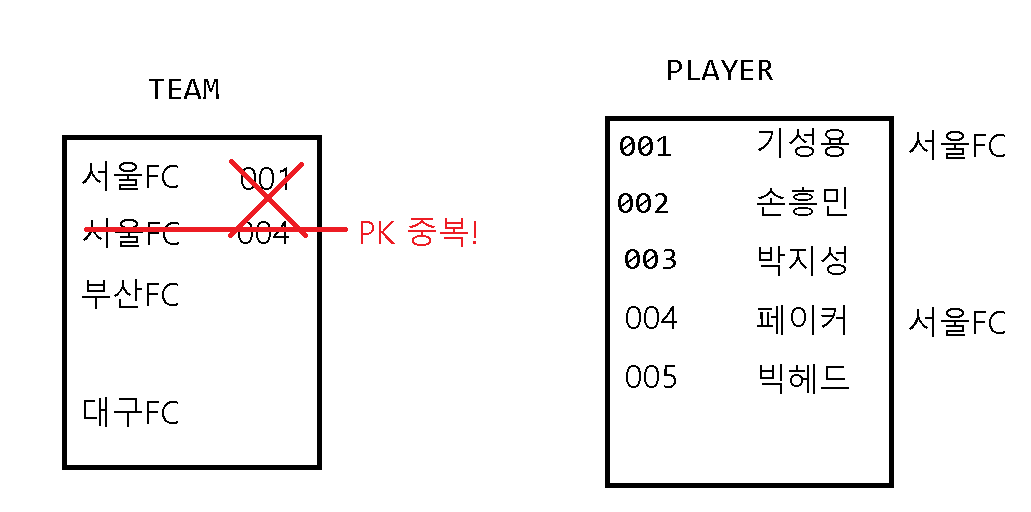 TEAM
서울FC 001
서울FC 004
PK 중복!
부산FC
대구FC
PLAYER
001 기성용 서울FC
002 손흥민
003 박지성
004 페이커 서울FC
005 빅헤드